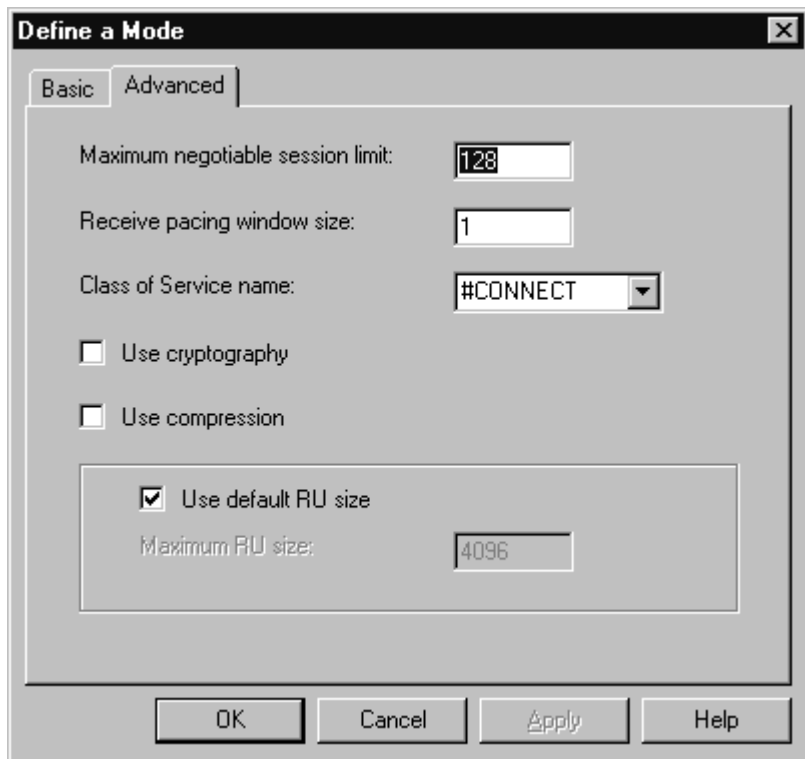 Define a Mode
Basic Advanced
Maximum negotiable session limit: 128
Receive pacing window size: 1
Class of Service name: #CONNECT
Use cryptography
Use compression
Use default RU size
Maximum RU size: 4096
OK Cancel Apply Help